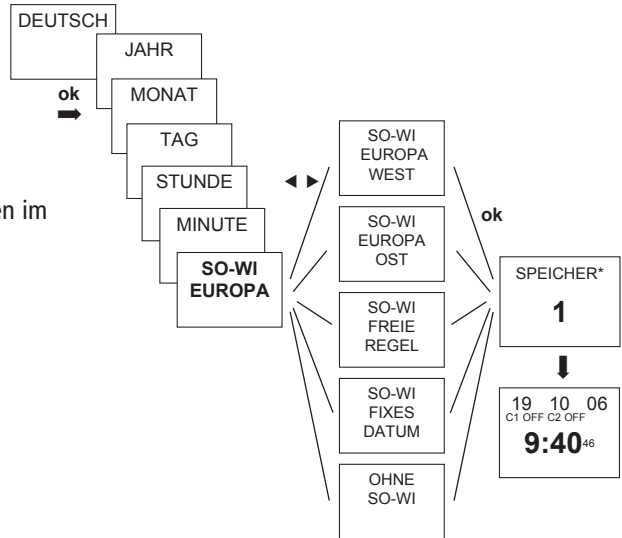 DEUTSCH
JAHR
ok
MONAT
TAG
STUNDE
MINUTE
SO-WI
EUROPA
en im
SO-WI
EUROPA
WEST
SO-WI
EUROPA
OST
SO-WI
FREIE
REGEL
SO-WI
FIXES
DATUM
OHNE
SO-WI
ok
SPEICHER*
1
19 10 06
C1 OFF C2 OFF
9:40 46